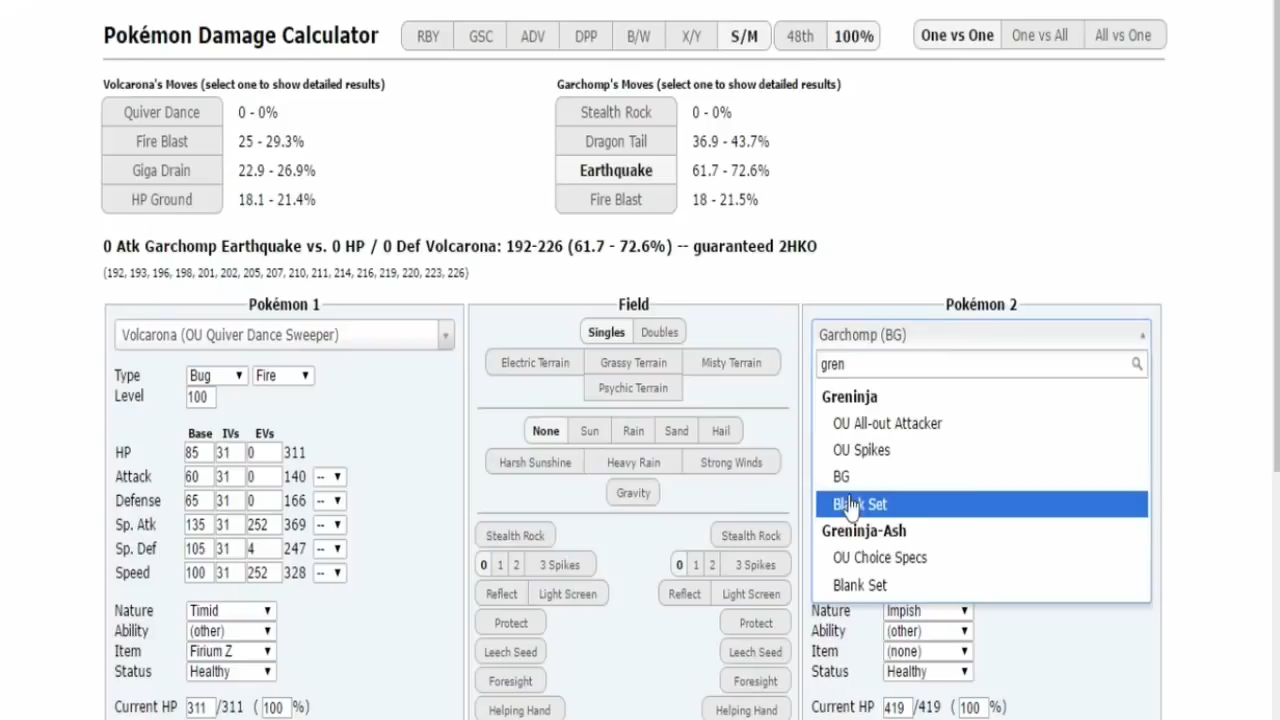 Pokémon Damage Calculator RBY GSC ADV DPP B/W X/Y S/M 48th 100% One vs One One vs All All vs One
Volcarona's Moves (select one to show detailed results) Garchomp's Moves (select one to show detailed results)
Quiver Dance 0 - 0% Stealth Rock 0 - 0%
Fire Blast 25 - 29.3% Dragon Tail 36.9 - 43.7%
Giga Drain 22.9 - 26.9% Earthquake 61.7 - 72.6%
HP Ground 18.1 - 21.4% Fire Blast 18 - 21.5%
0 Atk Garchomp Earthquake vs. 0 HP / 0 Def Volcarona: 192-226 (61.7 - 72.6%) -- guaranteed 2HKO
(192, 193, 196, 198, 201, 202, 205, 207, 210, 211, 214, 216, 219, 220, 223, 226)
Pokémon 1
Volcarona (OU Quiver Dance Sweeper)
Type Bug Fire
Level 100
Base IVs EVs
HP 85 31 0 311
Attack 60 31 0 140 --
Defense 65 31 0 166 --
Sp. Atk 135 31 252 369 --
Sp. Def 105 31 4 247 --
Speed 100 31 252 328 --
Nature Timid
Ability (other)
Item Firium Z
Status Healthy
Current HP 311 /311 ( 100 %)
Field
Singles Doubles
Electric Terrain Grassy Terrain Misty Terrain
Psychic Terrain
None Sun Rain Sand Hail
Harsh Sunshine Heavy Rain Strong Winds
Gravity
Stealth Rock Stealth Rock
0 1 2 3 Spikes 0 1 2 3 Spikes
Reflect Light Screen Reflect Light Screen
Protect Protect
Leech Seed Leech Seed
Foresight Foresight
Helping Hand Helping Hand
Pokémon 2
Garchomp (BG)
gren
Greninja
OU All-out Attacker
OU Spikes
BG
Blank Set
Greninja-Ash
OU Choice Specs
Blank Set
Nature Impish
Ability (other)
Item (none)
Status Healthy
Current HP 419 /419 ( 100 %)